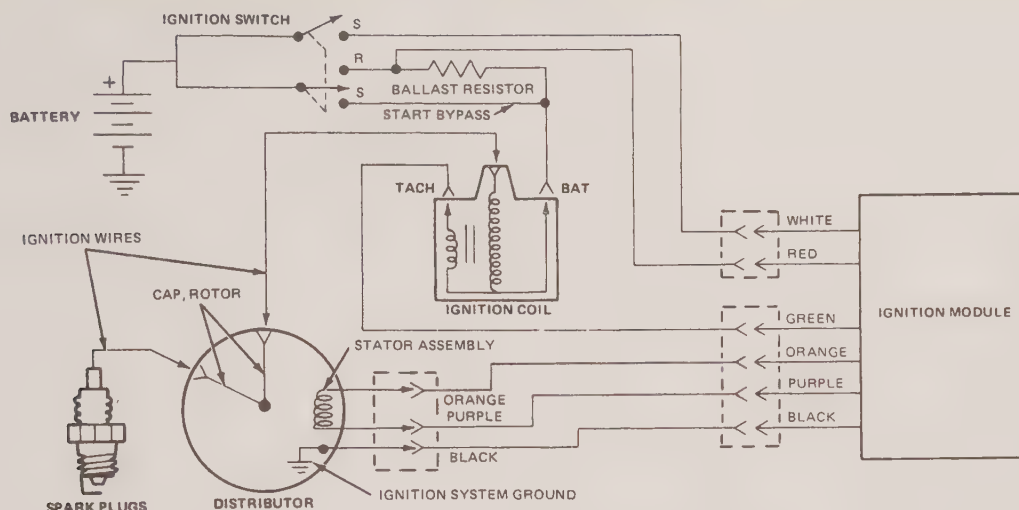 IGNITION SWITCH
S
R
BALLAST RESISTOR
S
START BYPASS
+
BATTERY
TACH
BAT
IGNITION WIRES
WHITE
RED
CAP, ROTOR
IGNITION COIL
GREEN
IGNITION MODULE
STATOR ASSEMBLY
ORANGE
ORANGE
PURPLE
PURPLE
BLACK
BLACK
IGNITION SYSTEM GROUND
SPARK PLUGS
DISTRIBUTOR